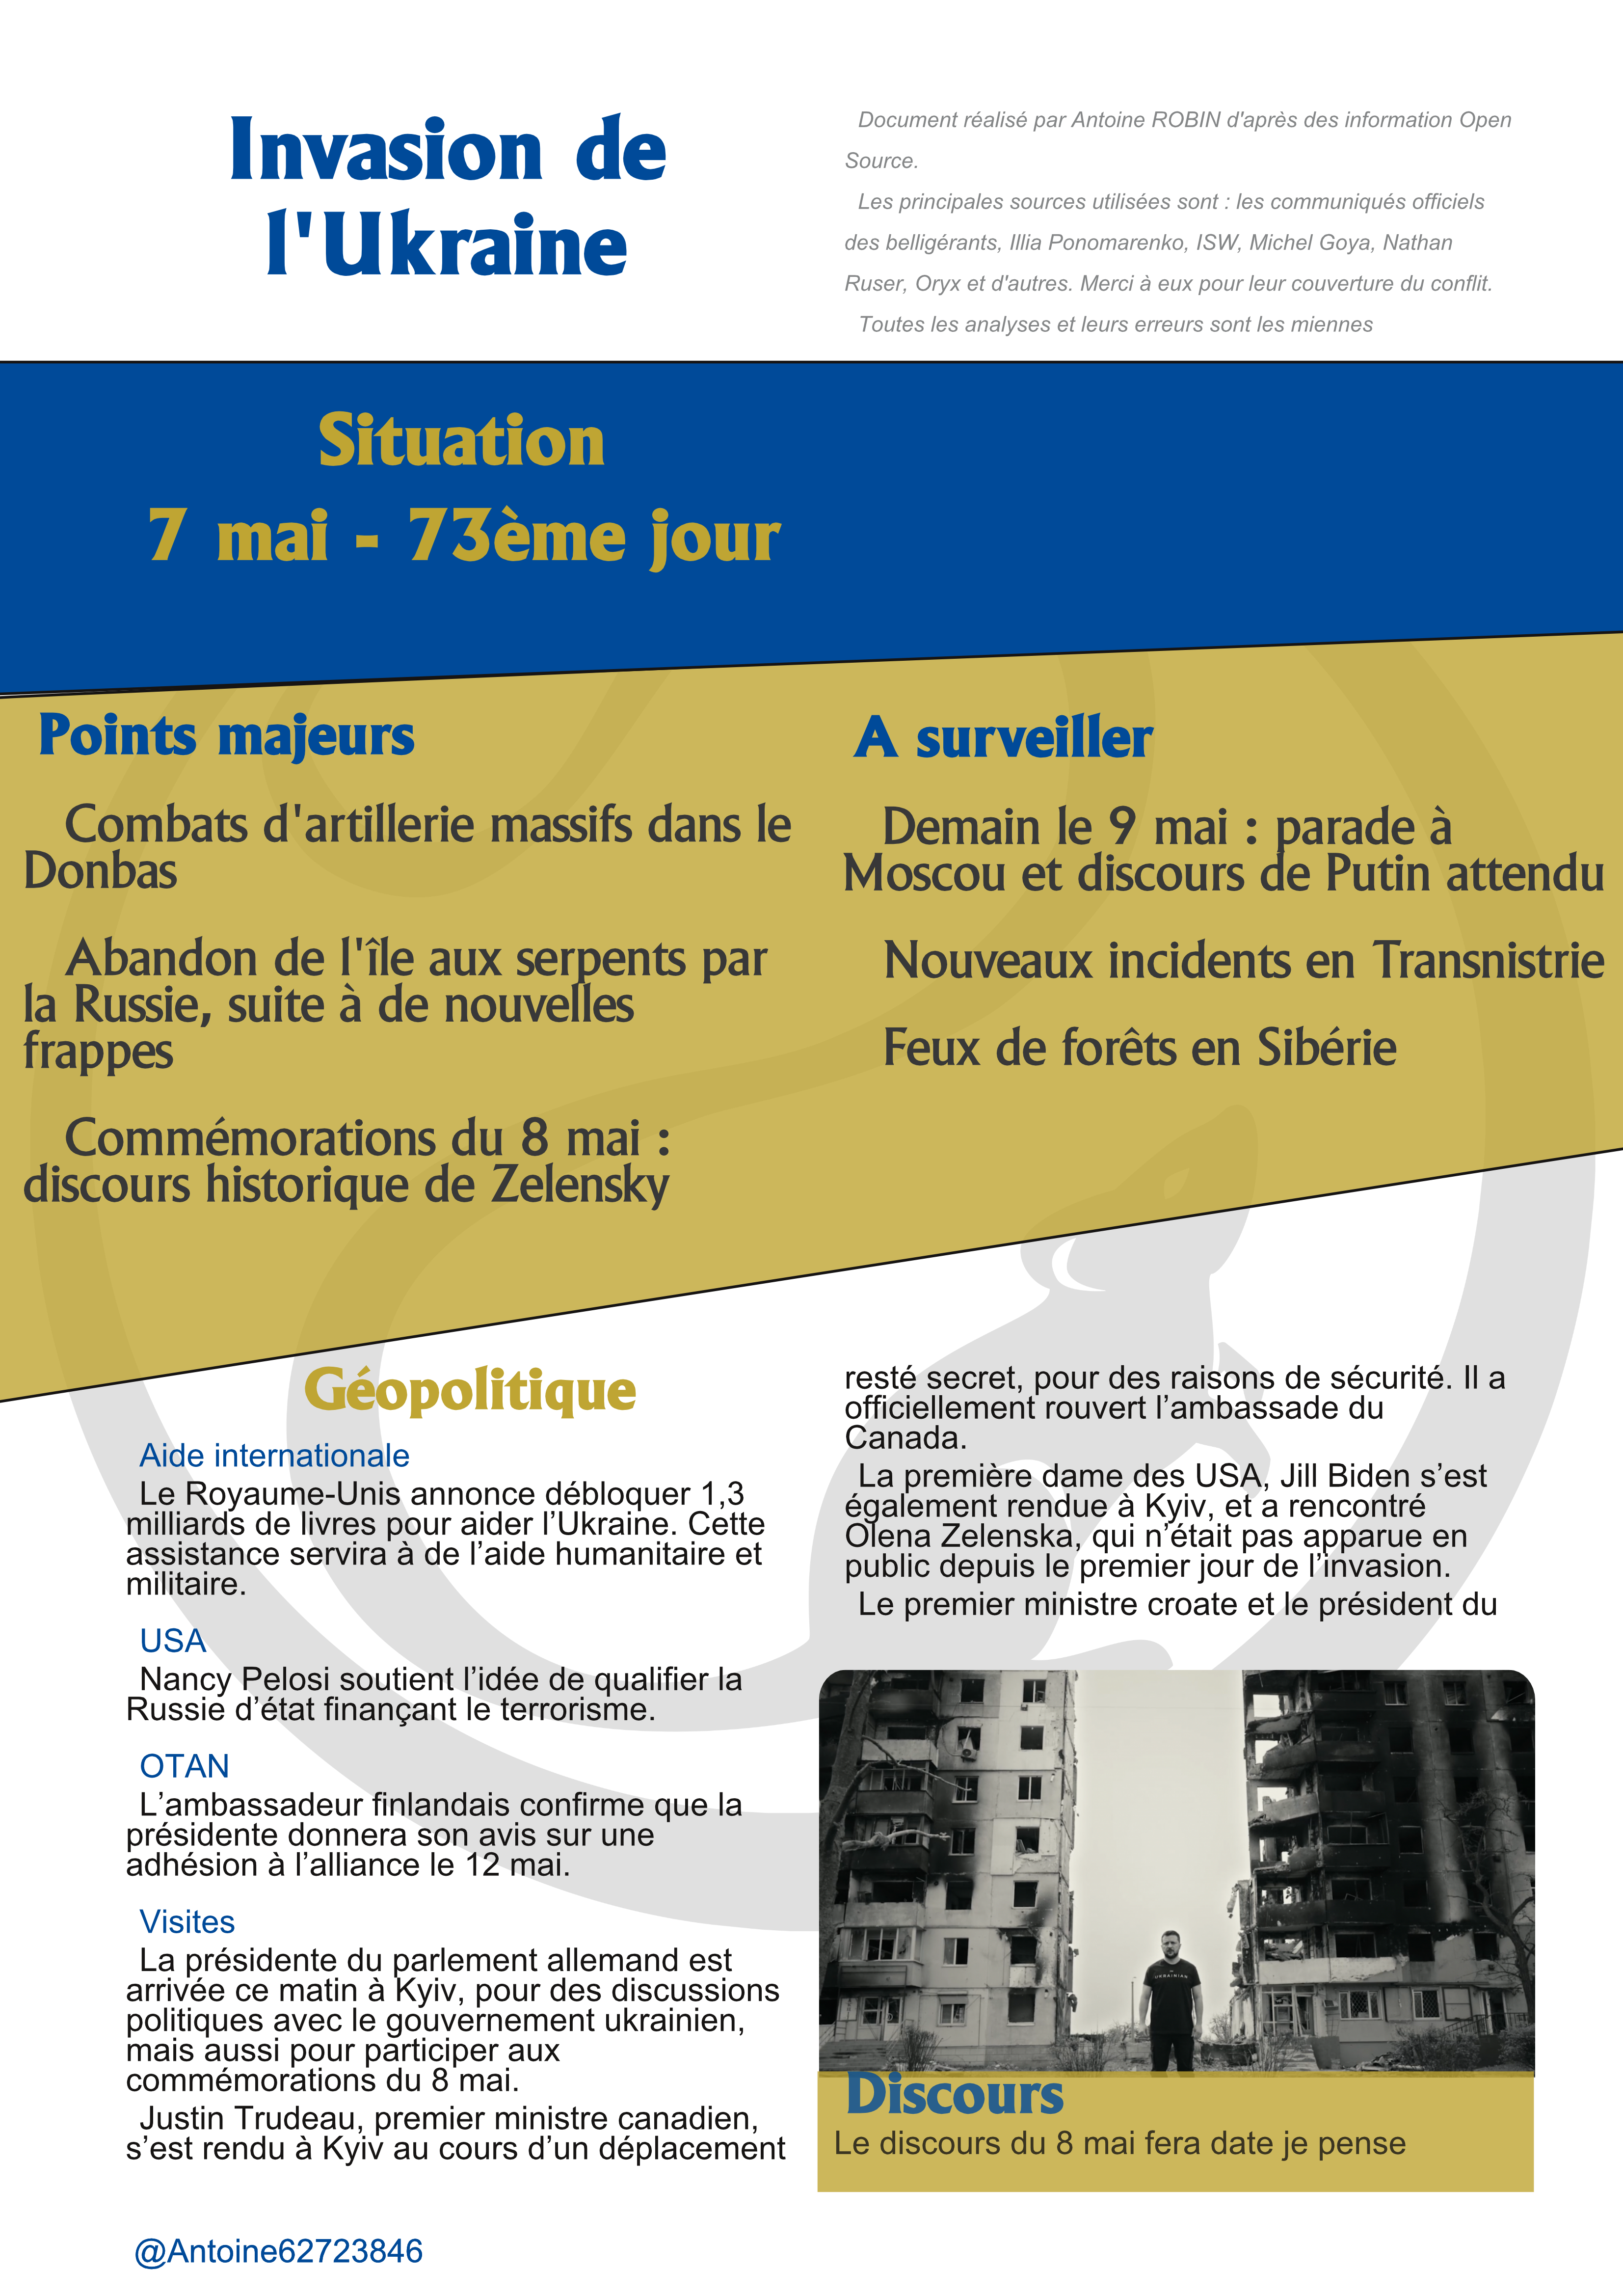 Invasion de
l'Ukraine
Document réalisé par Antoine ROBIN d'après des information Open
Source.
Les principales sources utilisées sont : les communiqués officiels
des belligérants, Illia Ponomarenko, ISW, Michel Goya, Nathan
Ruser, Oryx et d'autres. Merci à eux pour leur couverture du conflit.
Toutes les analyses et leurs erreurs sont les miennes
Situation
7 mai - 73ème jour
Points majeurs
Combats d'artillerie massifs dans le
Donbas
Abandon de l'île aux serpents par
la Russie, suite à de nouvelles
frappes
Commémorations du 8 mai :
discours historique de Zelensky
A surveiller
Demain le 9 mai : parade à
Moscou et discours de Putin attendu
Nouveaux incidents en Transnistrie
Feux de forêts en Sibérie
Géopolitique
Aide internationale
Le Royaume-Unis annonce débloquer 1,3
milliards de livres pour aider l’Ukraine. Cette
assistance servira à de l’aide humanitaire et
militaire.
USA
Nancy Pelosi soutient l’idée de qualifier la
Russie d’état finançant le terrorisme.
OTAN
L’ambassadeur finlandais confirme que la
présidente donnera son avis sur une
adhésion à l’alliance le 12 mai.
Visites
La présidente du parlement allemand est
arrivée ce matin à Kyiv, pour des discussions
politiques avec le gouvernement ukrainien,
mais aussi pour participer aux
commémorations du 8 mai.
Justin Trudeau, premier ministre canadien,
s’est rendu à Kyiv au cours d’un déplacement
resté secret, pour des raisons de sécurité. Il a
officiellement rouvert l’ambassade du
Canada.
La première dame des USA, Jill Biden s’est
également rendue à Kyiv, et a rencontré
Olena Zelenska, qui n’était pas apparue en
public depuis le premier jour de l’invasion.
Le premier ministre croate et le président du
UKRAINIAN
Discours
Le discours du 8 mai fera date je pense
@Antoine62723846